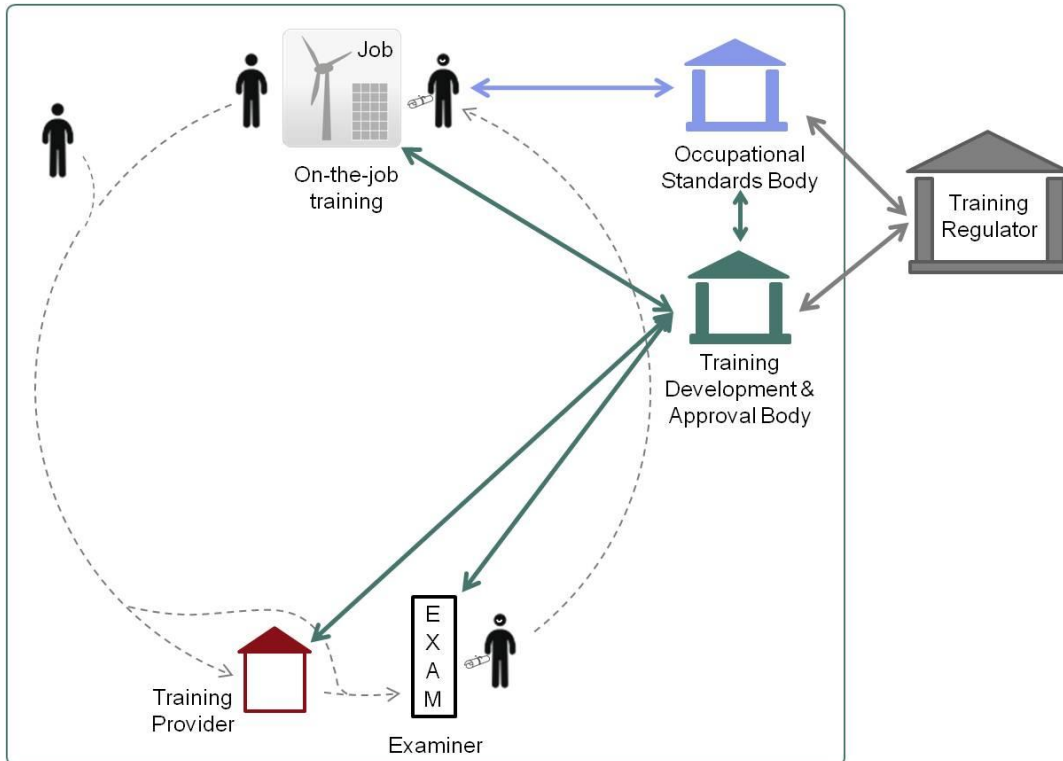 Job
On-the-job
training
Occupational
Standards Body
Training
Regulator
Training
Development &
Approval Body
Training
Provider
E
X
A
M
Examiner